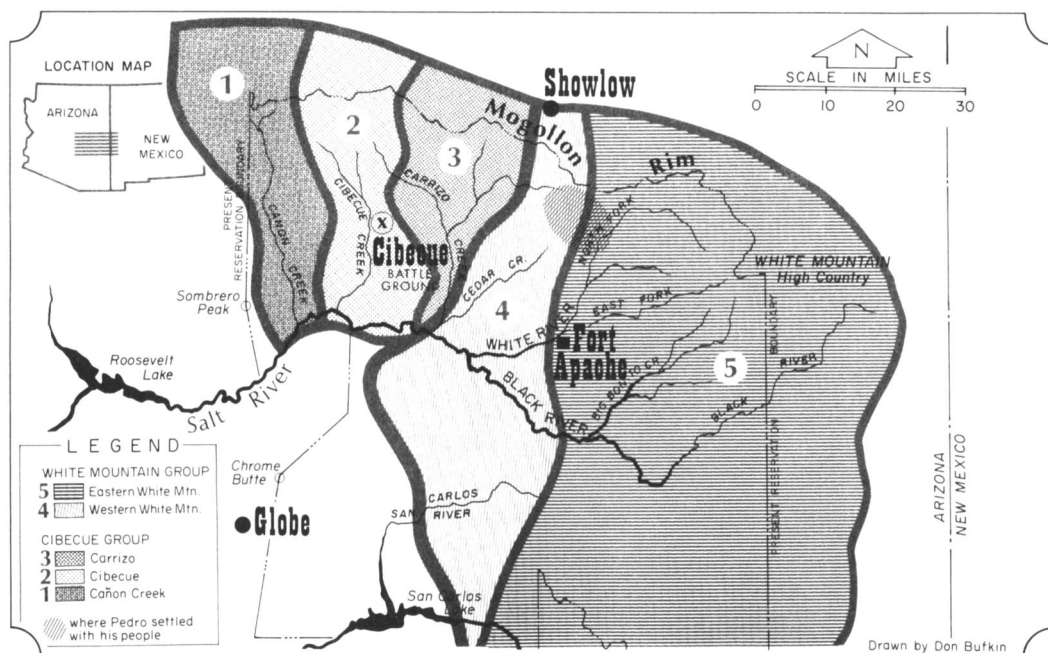 LOCATION MAP
ARIZONA
NEW
MEXICO
N
SCALE IN MILES
0 10 20 30
1
2
3
4
5
Showlow
Mogollon
Rim
PRESENT
RESERVATION BOUNDARY
CAÑON CREEK
CIBECUE CREEK
CARRIZO
CREEK
X
Cibecue
BATTLE
GROUND
CEDAR CR.
NORTH FORK
WHITE MOUNTAIN
High Country
EAST FORK
WHITE RIVER
Fort
Apache
BIG BON TO CR.
BLACK RIVER
BLACK RIVER
PRESENT RESERVATION BOUNDARY
Sombrero
Peak
Roosevelt
Lake
Salt River
Chrome
Butte
Globe
SAN CARLOS
RIVER
San Carlos
Lake
ARIZONA
NEW MEXICO
LEGEND
WHITE MOUNTAIN GROUP
5 Eastern White Mtn.
4 Western White Mtn.
CIBECUE GROUP
3 Carrizo
2 Cibecue
1 Cañon Creek
where Pedro settled
with his people
Drawn by Don Bufkin